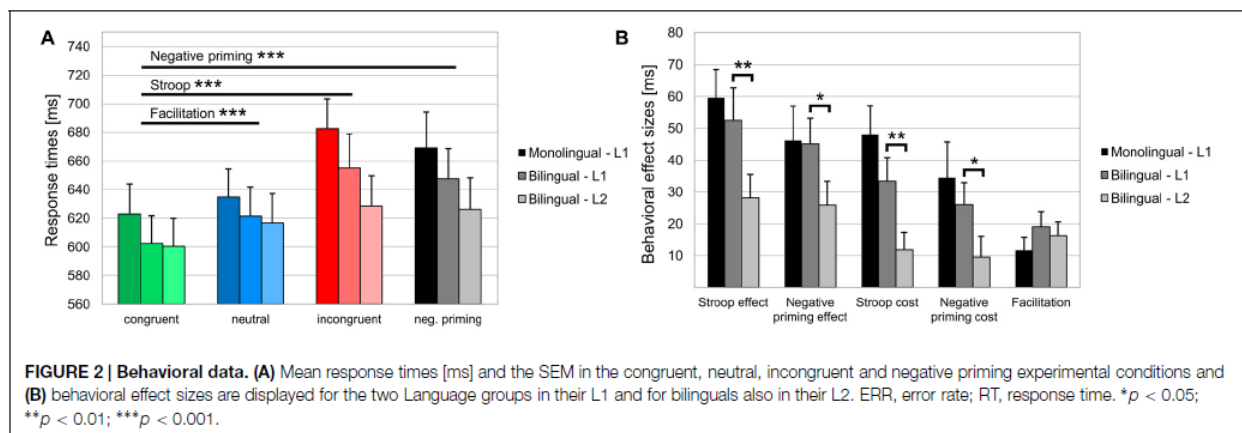 A
Response times [ms]
740
720
700
680
660
640
620
600
580
560
Negative priming ***
Stroop ***
Facilitation ***
congruent
neutral
incongruent
neg. priming
Monolingual - L1
Bilingual - L1
Bilingual - L2
B
Behavioral effect sizes [ms]
80
70
60
50
40
30
20
10
**
*
**
*
Stroop effect
Negative
priming effect
Stroop cost
Negative
priming cost
Facilitation
Monolingual - L1
Bilingual - L1
Bilingual - L2
FIGURE 2 | Behavioral data. (A) Mean response times [ms] and the SEM in the congruent, neutral, incongruent and negative priming experimental conditions and
(B) behavioral effect sizes are displayed for the two Language groups in their L1 and for bilinguals also in their L2. ERR, error rate; RT, response time. *p < 0.05;
**p < 0.01; ***p < 0.001.